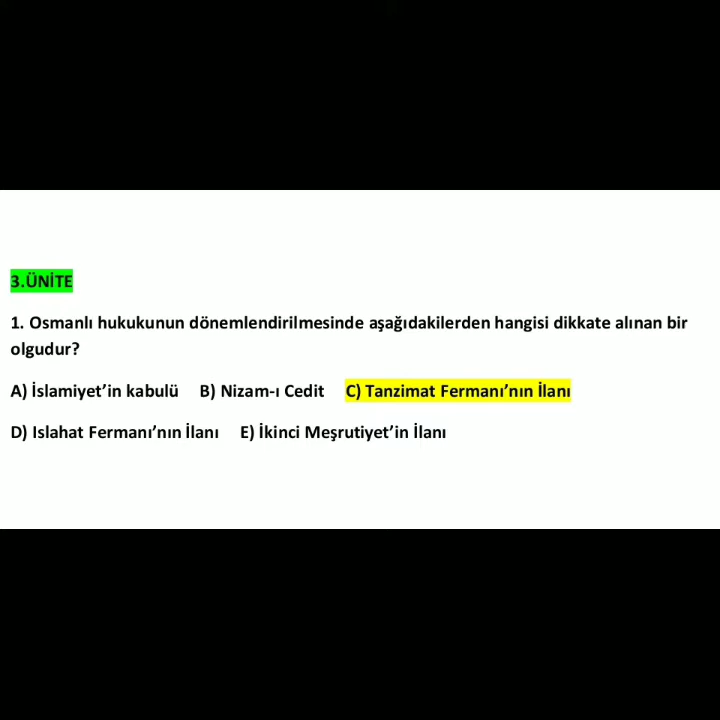 3.ÜNİTE
1. Osmanlı hukukunun dönemlendirilmesinde aşağıdakilerden hangisi dikkate alınan bir
olgudur?
A) İslamiyet’in kabulü B) Nizam-ı Cedit C) Tanzimat Fermanı’nın İlanı
D) Islahat Fermanı’nın İlanı E) İkinci Meşrutiyet’in İlanı